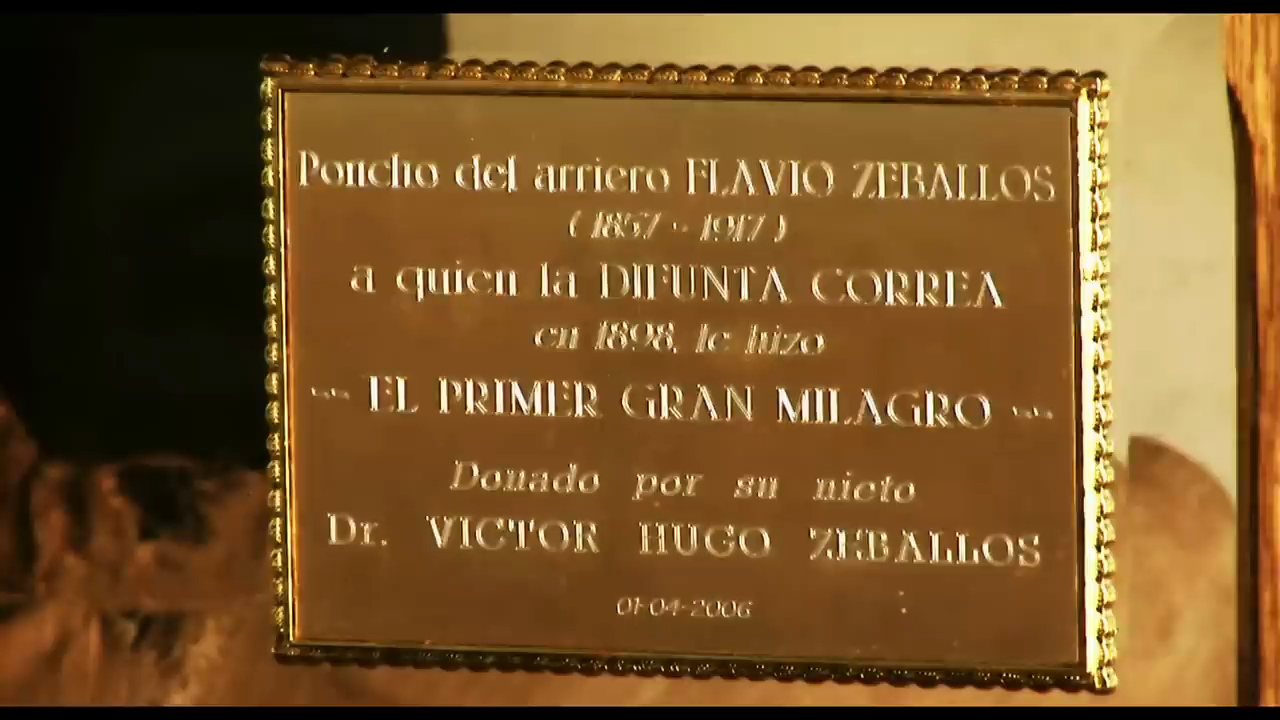 Poncho del arriero FLAVIO ZEBALLOS
(1857 - 1917)
a quien la DIFUNTA CORREA
en 1898, le hizo
--- EL PRIMER GRAN MILAGRO ---
Donado por su nieto
Dr. VICTOR HUGO ZEBALLOS
01-04-2006